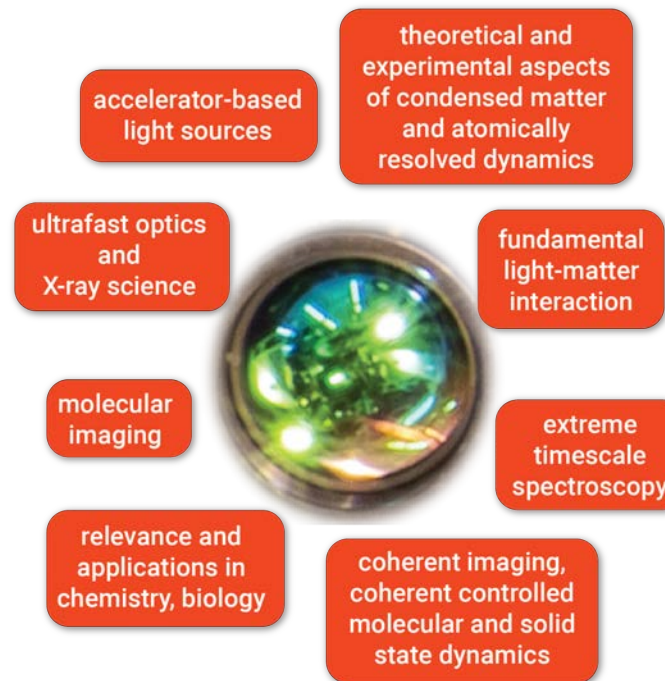 accelerator-based
light sources
theoretical and
experimental aspects
of condensed matter
and atomically
resolved dynamics
ultrafast optics
and
X-ray science
fundamental
light-matter
interaction
molecular
imaging
extreme
timescale
spectroscopy
relevance and
applications in
chemistry, biology
coherent imaging,
coherent controlled
molecular and solid
state dynamics